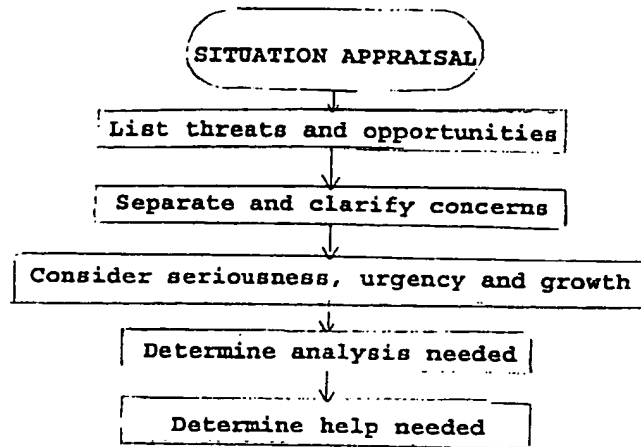 SITUATION APPRAISAL
List threats and opportunities
Separate and clarify concerns
Consider seriousness, urgency and growth
Determine analysis needed
Determine help needed